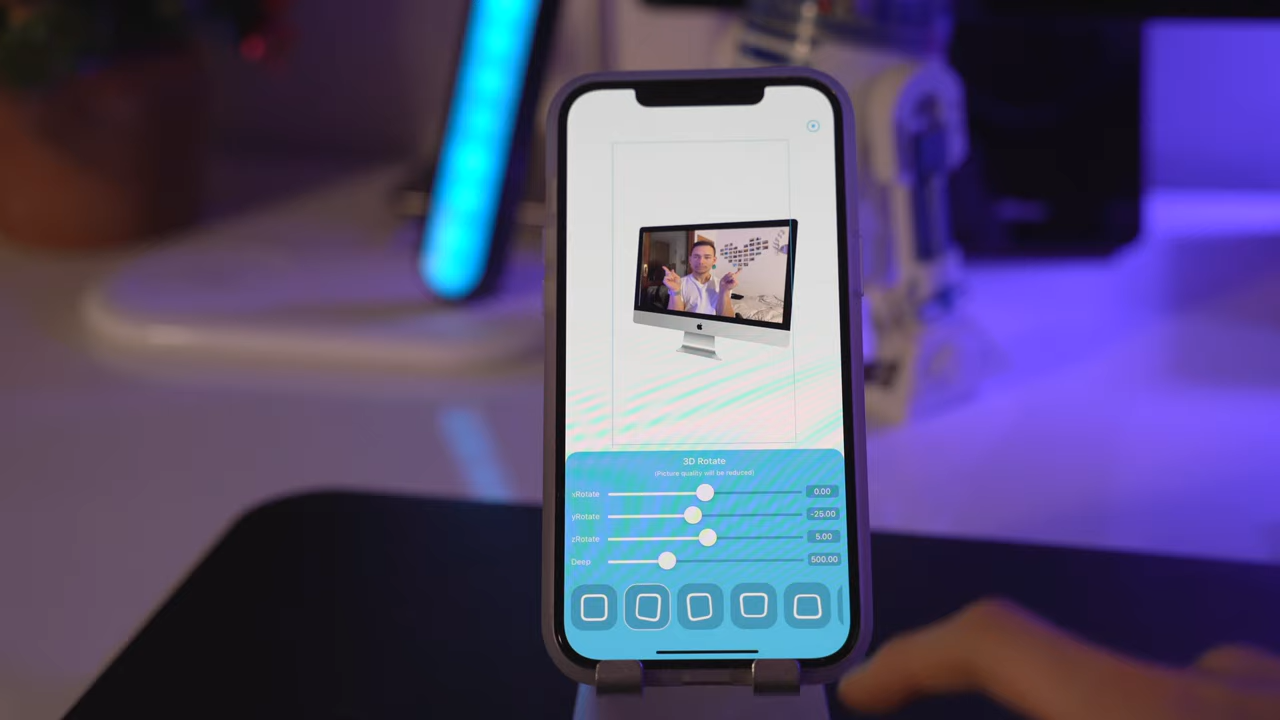 3D Rotate
(Picture quality will be reduced)
xRotate 0.00
yRotate -25.00
zRotate 5.00
Deep 500.00